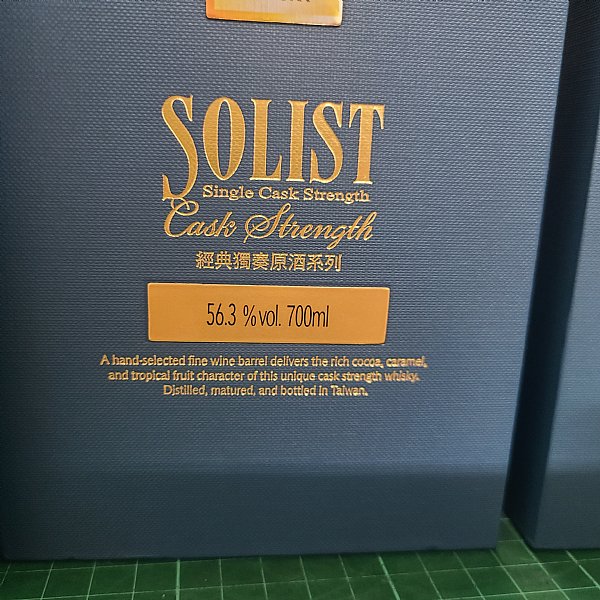 SOLIST
Single Cask Strength
Cask Strength
經典獨奏原酒系列
56.3 %vol. 700ml
A hand-selected fine wine barrel delivers the rich cocoa, caramel,
and tropical fruit character of this unique cask strength whisky.
Distilled, matured, and bottled in Taiwan.